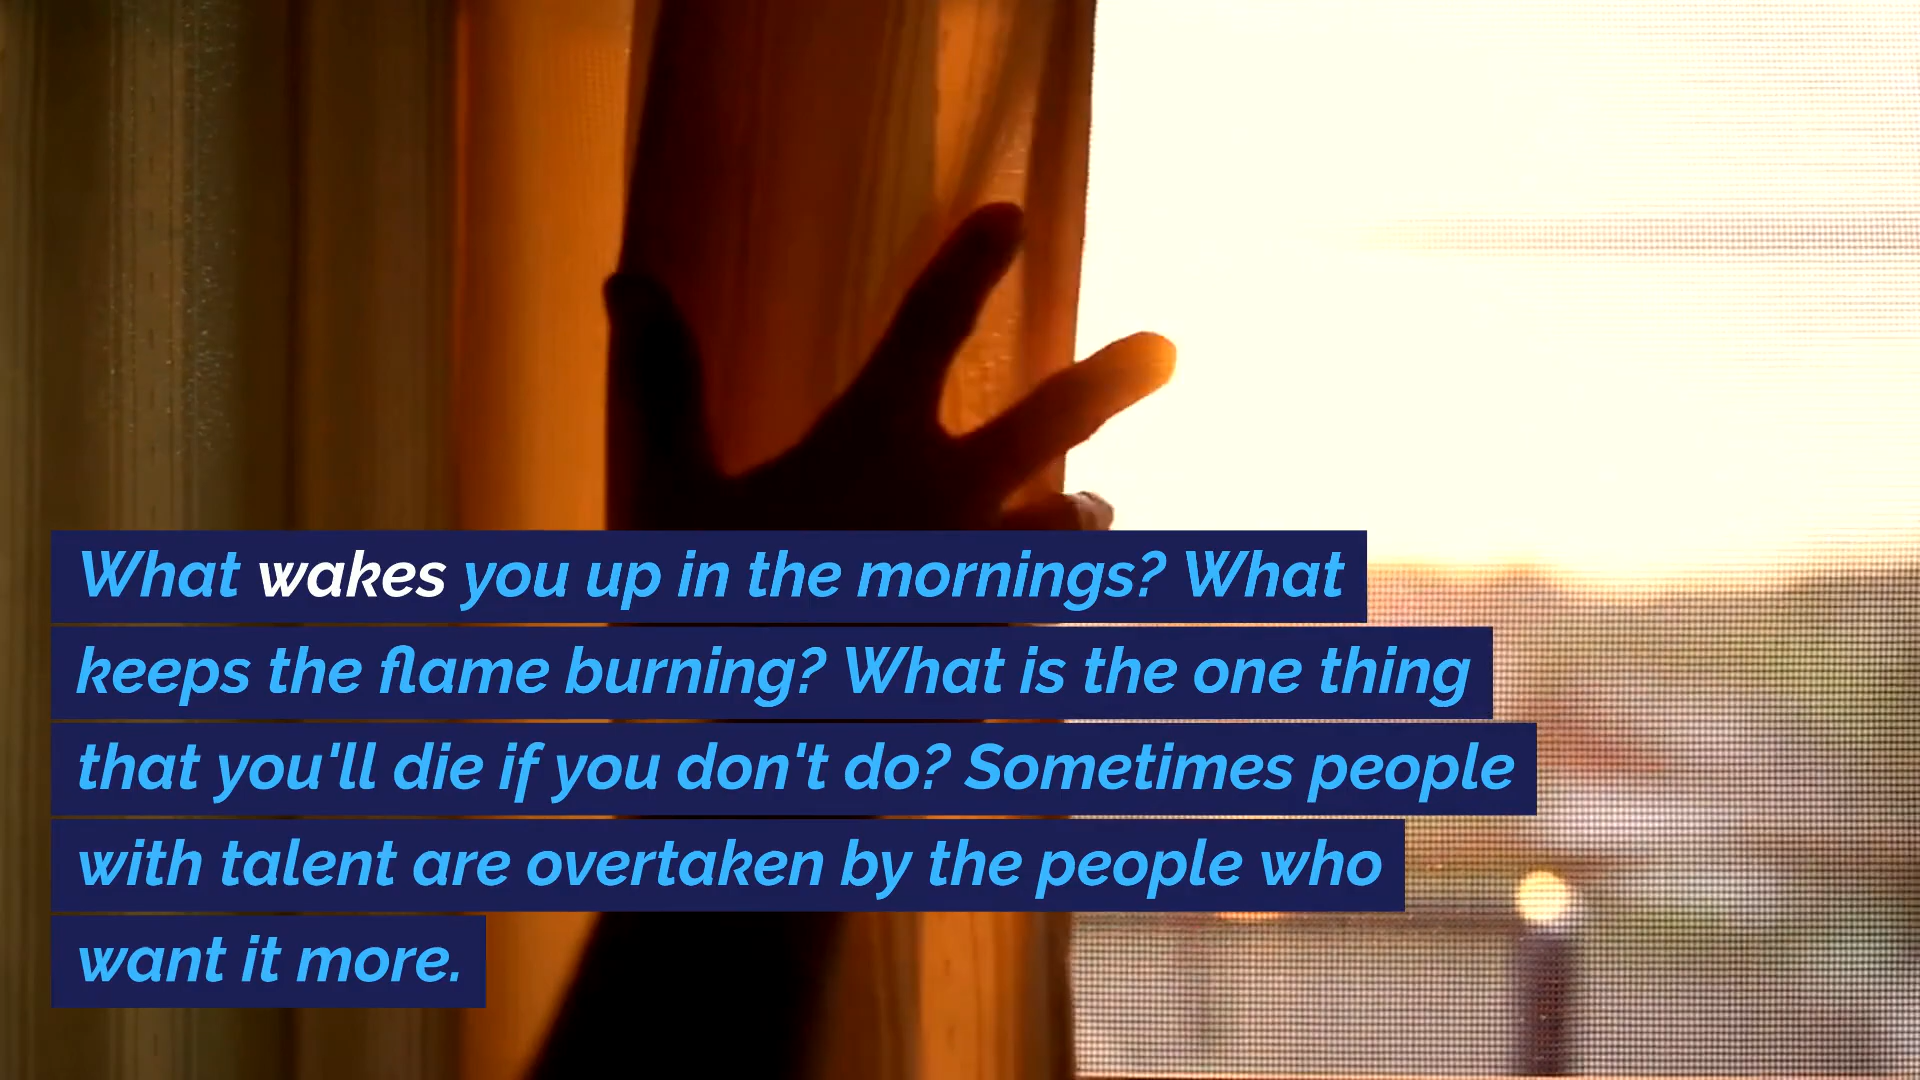 What wakes you up in the mornings? What
keeps the flame burning? What is the one thing
that you'll die if you don't do? Sometimes people
with talent are overtaken by the people who
want it more.